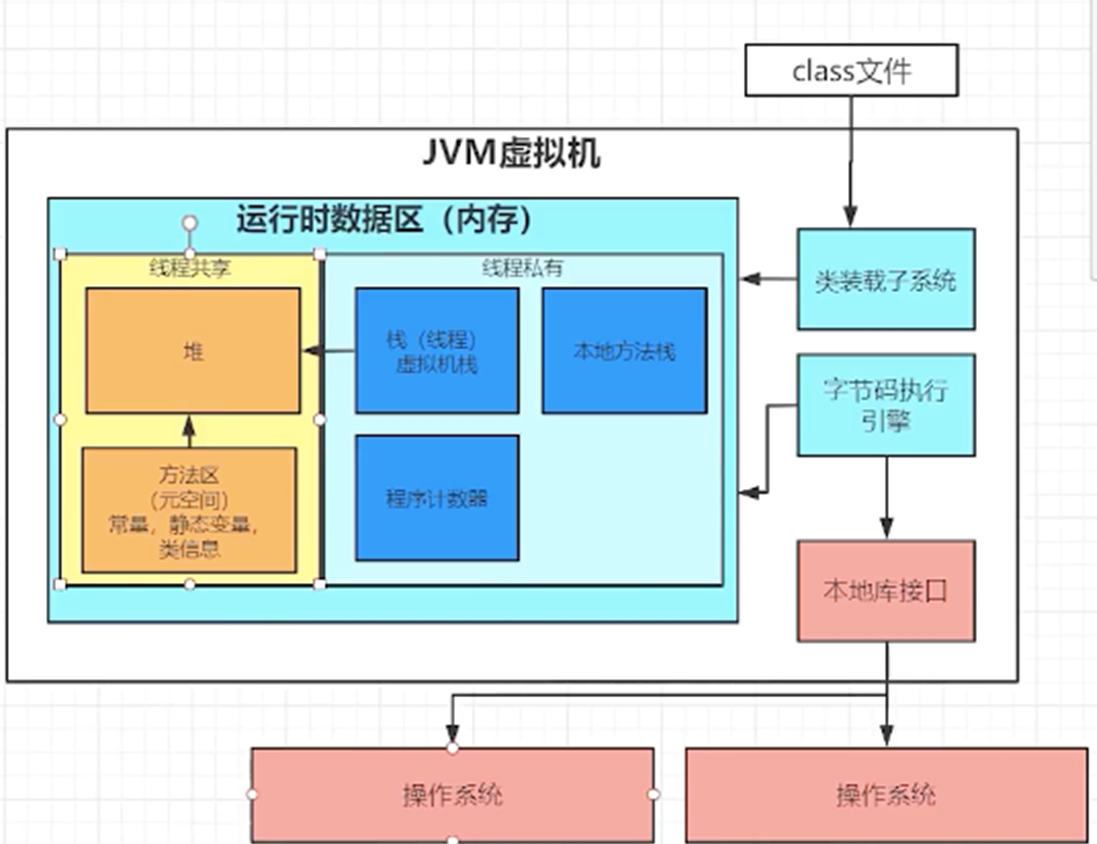 class文件
JVM虚拟机
运行时数据区（内存）
线程共享
线程私有
类装载子系统
堆
栈（线程）
虚拟机栈
本地方法栈
字节码执行
引擎
方法区
（元空间）
常量，静态变量，
类信息
程序计数器
本地库接口
操作系统
操作系统